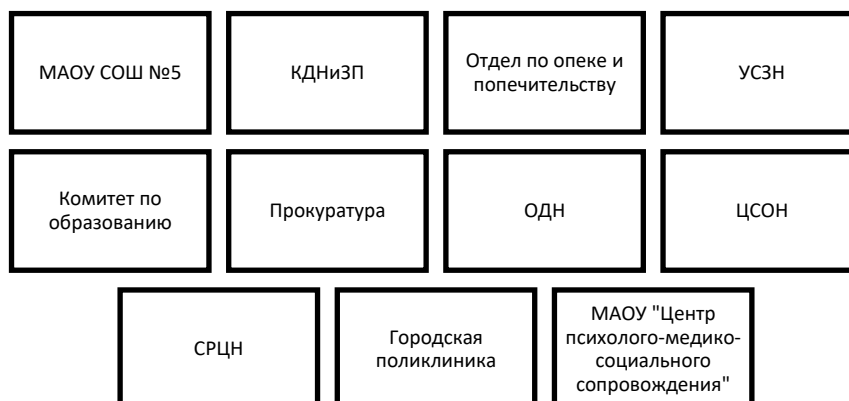 МАОУ СОШ №5
КДНиЗП
Отдел по опеке и
попечительству
УСЗН
Комитет по
образованию
Прокуратура
ОДН
ЦСОН
СРЦН
Городская
поликлиника
МАОУ "Центр
психолого-медико-
социального
сопровождения"